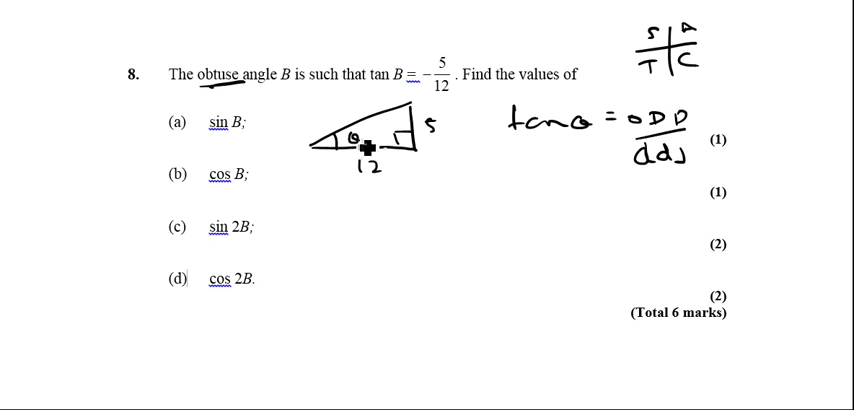 S A
T C
8. The obtuse angle B is such that tan B = -5/12. Find the values of
(a) sin B;
θ 5
tan θ = opp/adj
(1)
12
(b) cos B;
(1)
(c) sin 2B;
(2)
(d) cos 2B.
(2)
(Total 6 marks)